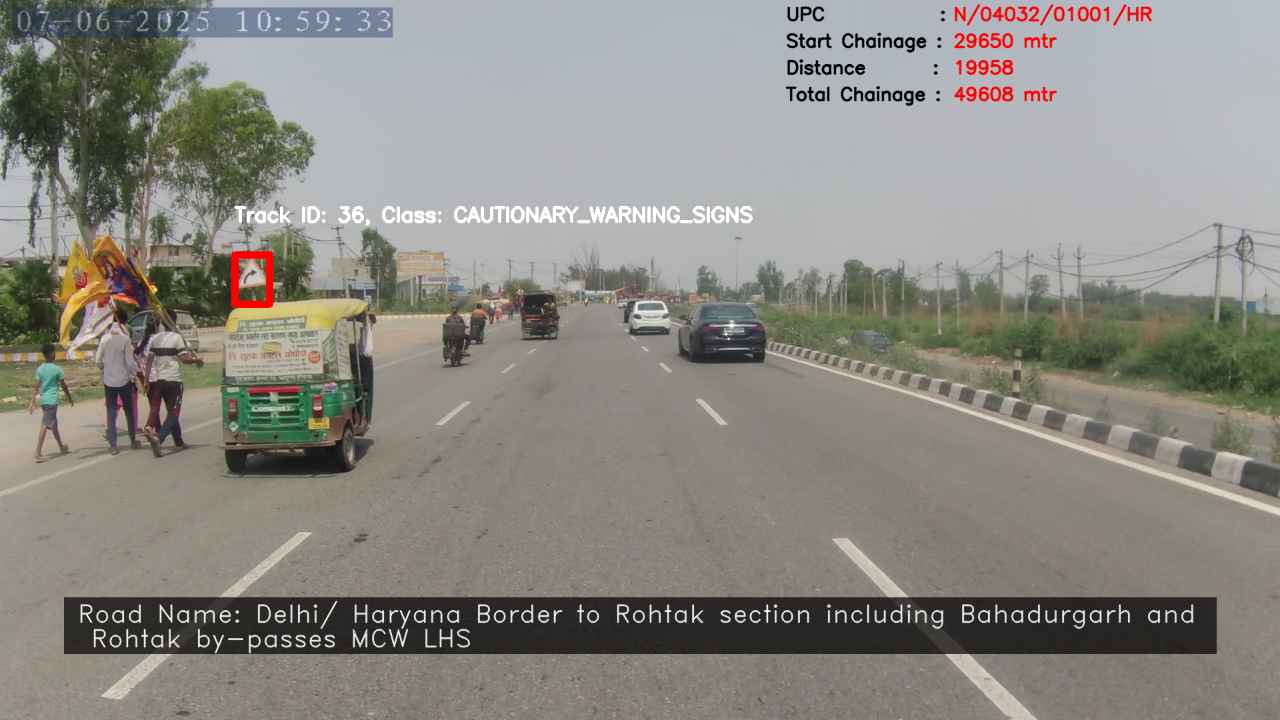 07-06-2025 10:59:33
UPC : N/04032/01001/HR
Start Chainage : 29650 mtr
Distance : 19958
Total Chainage : 49608 mtr
Track ID: 36, Class: CAUTIONARY_WARNING_SIGNS
Road Name: Delhi/ Haryana Border to Rohtak section including Bahadurgarh and
Rohtak by-passes MCW LHS